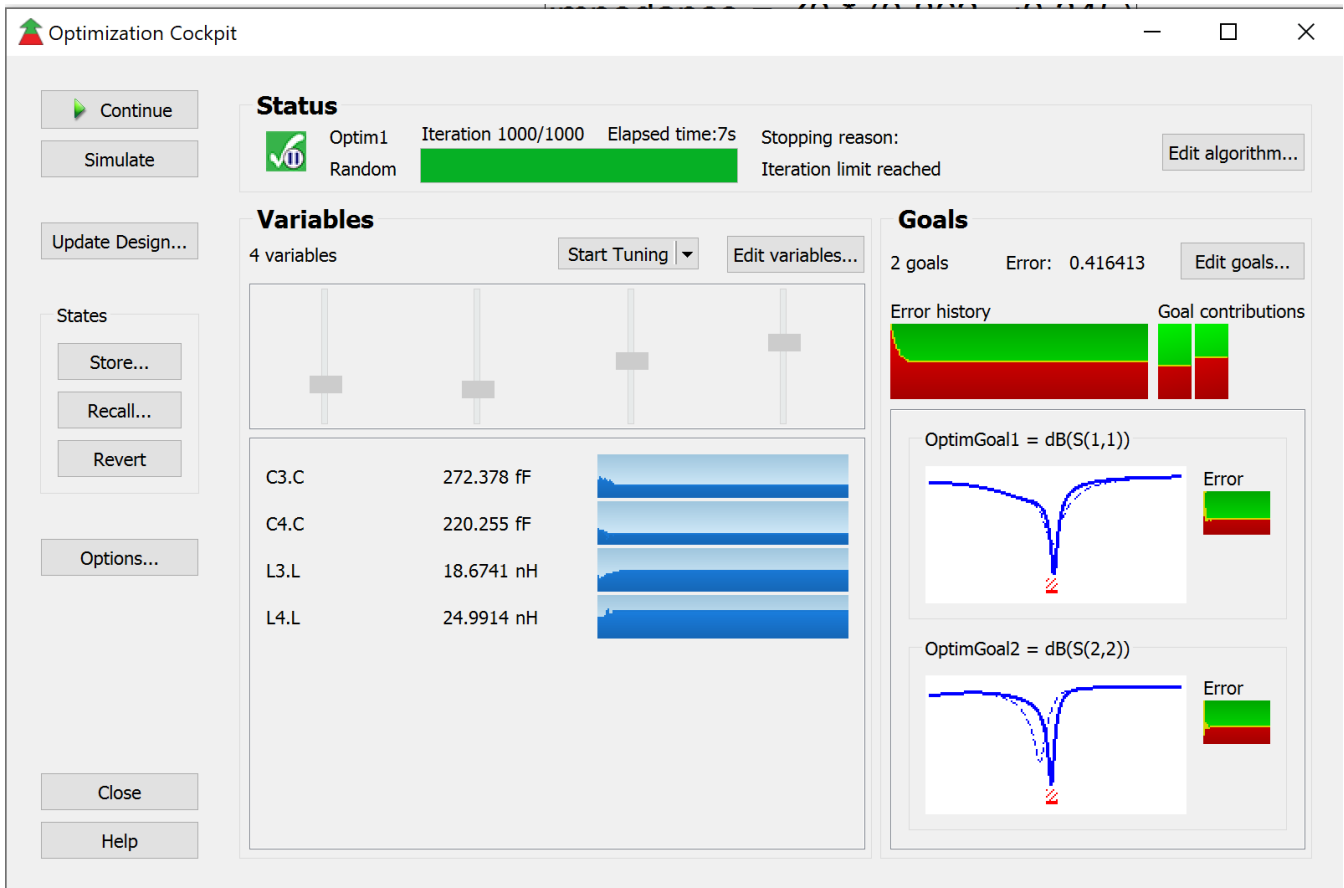 Optimization Cockpit
Continue
Simulate
Update Design...
States
Store...
Recall...
Revert
Options...
Close
Help
Status
Optim1
Random
Iteration 1000/1000 Elapsed time:7s
Stopping reason:
Iteration limit reached
Edit algorithm...
Variables
4 variables
Start Tuning
Edit variables...
C3.C 272.378 fF
C4.C 220.255 fF
L3.L 18.6741 nH
L4.L 24.9914 nH
Goals
2 goals Error: 0.416413
Edit goals...
Error history
Goal contributions
OptimGoal1 = dB(S(1,1))
Error
OptimGoal2 = dB(S(2,2))
Error